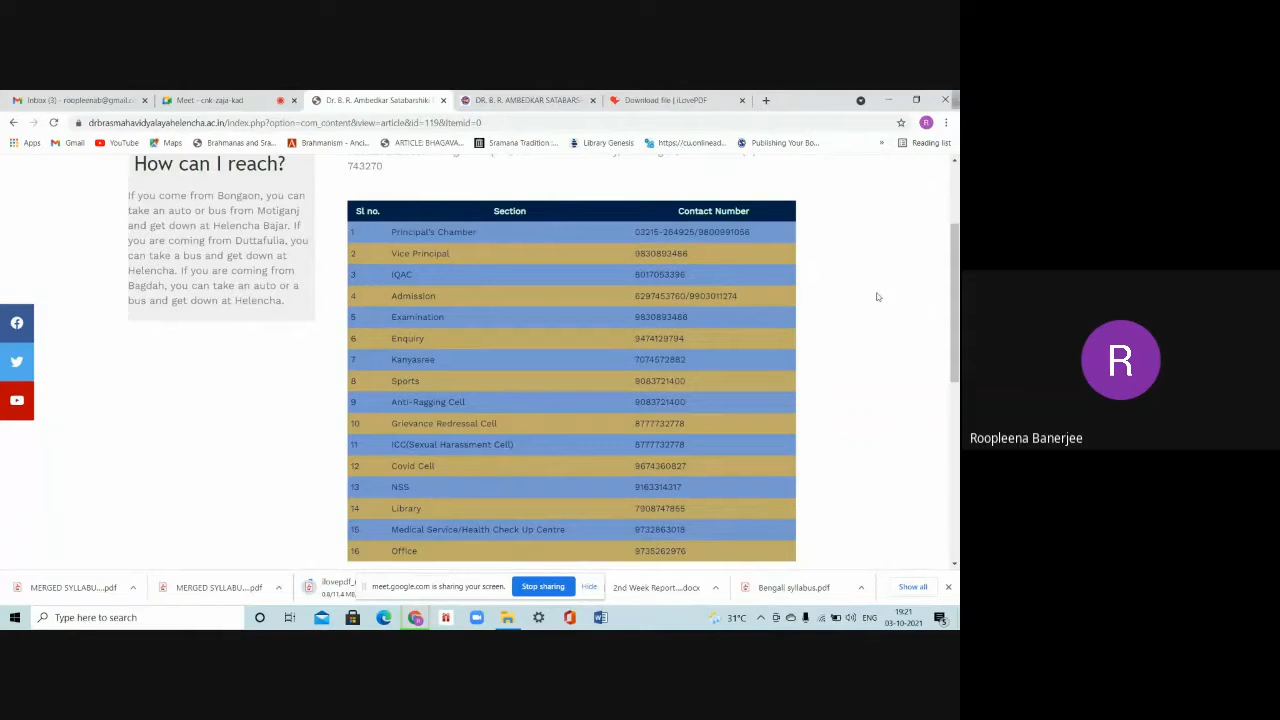 Inbox (3) - roopleenab@gmail.c
Meet - cnk-zaja-kad
Dr. B. R. Ambedkar Satabarshiki
DR. B. R. AMBEDKAR SATABARSH
Download file | iLovePDF
drbrasmahavidyalayahelencha.ac.in/index.php?option=com_content&view=article&id=119&Itemid=0
R
Apps
Gmail
YouTube
Maps
Brahmanas and Sra...
Brahmanism - Anci...
ARTICLE: BHAGAVA...
Sramana Tradition :...
Library Genesis
https://cu.onlinead...
Publishing Your Bo...
»
Reading list
How can I reach?
743270
If you come from Bongaon, you can
take an auto or bus from Motiganj
and get down at Helencha Bajar. If
you are coming from Duttafulia, you
can take a bus and get down at
Helencha. If you are coming from
Bagdah, you can take an auto or a
bus and get down at Helencha.
Sl no. Section Contact Number
1 Principal's Chamber 03215-264925/9800991056
2 Vice Principal 9830893486
3 IQAC 8017053396
4 Admission 6297453760/9903011274
5 Examination 9830893486
6 Enquiry 9474129794
7 Kanyasree 7074572882
8 Sports 9083721400
9 Anti-Ragging Cell 9083721400
10 Grievance Redressal Cell 8777732778
11 ICC(Sexual Harassment Cell) 8777732778
12 Covid Cell 9674360827
13 NSS 9163314317
14 Library 7908747855
15 Medical Service/Health Check Up Centre 9732863018
16 Office 9735262976
R
Roopleena Banerjee
MERGED SYLLABU....pdf
MERGED SYLLABU....pdf
ilovepdf_
0.8/11.4 MB,
meet.google.com is sharing your screen.
Stop sharing
Hide
2nd Week Report....docx
Bengali syllabus.pdf
Show all
Type here to search
31°C
ENG
19:21
03-10-2021
5